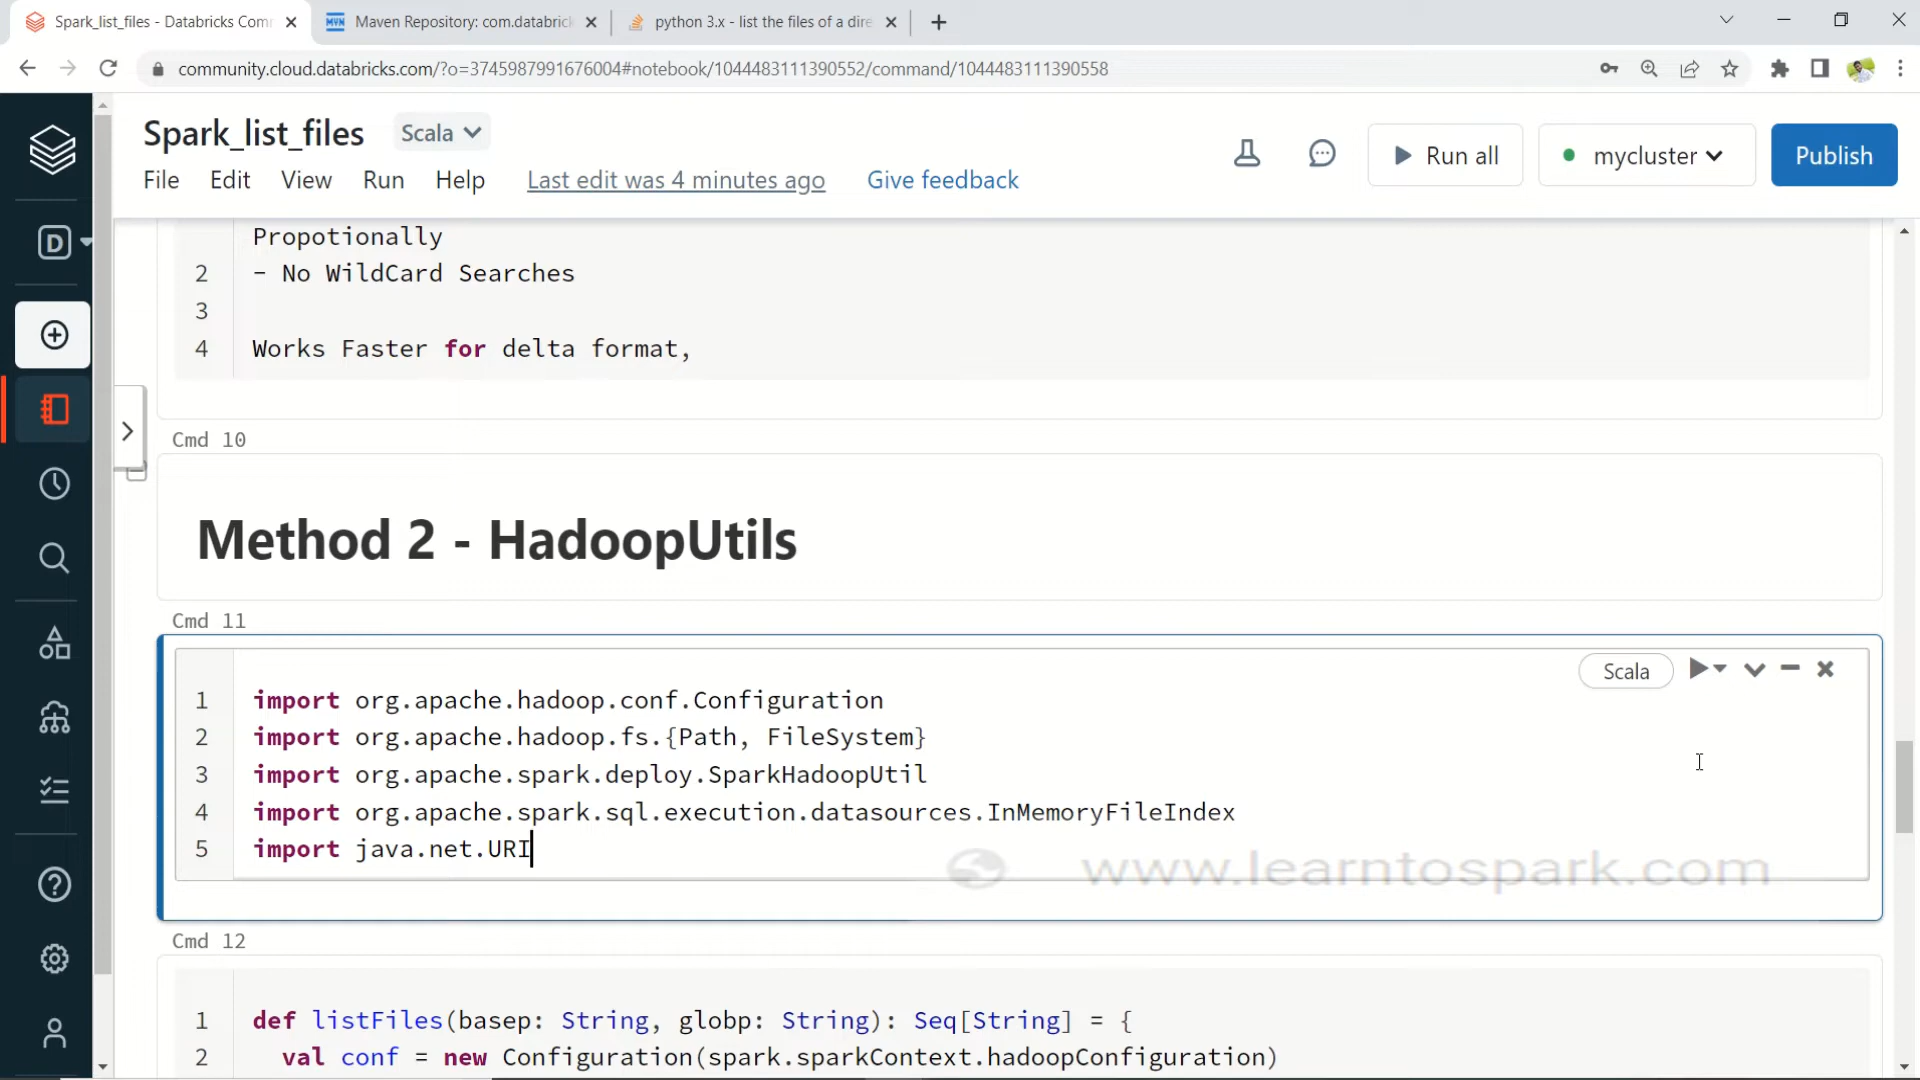 Spark_list_files - Databricks Com
Maven Repository: com.databrick
python 3.x - list the files of a dire
community.cloud.databricks.com/?o=3745987991676004#notebook/1044483111390552/command/1044483111390558
Spark_list_files
Scala
File Edit View Run Help Last edit was 4 minutes ago Give feedback
Run all
mycluster
Publish
D
Propotionally
2 - No WildCard Searches
3
4 Works Faster for delta format,
Cmd 10
Method 2 - HadoopUtils
Cmd 11
Scala
1 import org.apache.hadoop.conf.Configuration
2 import org.apache.hadoop.fs.{Path, FileSystem}
3 import org.apache.spark.deploy.SparkHadoopUtil
4 import org.apache.spark.sql.execution.datasources.InMemoryFileIndex
5 import java.net.URI
www.learntospark.com
Cmd 12
1 def listFiles(basep: String, globp: String): Seq[String] = {
2 val conf = new Configuration(spark.sparkContext.hadoopConfiguration)